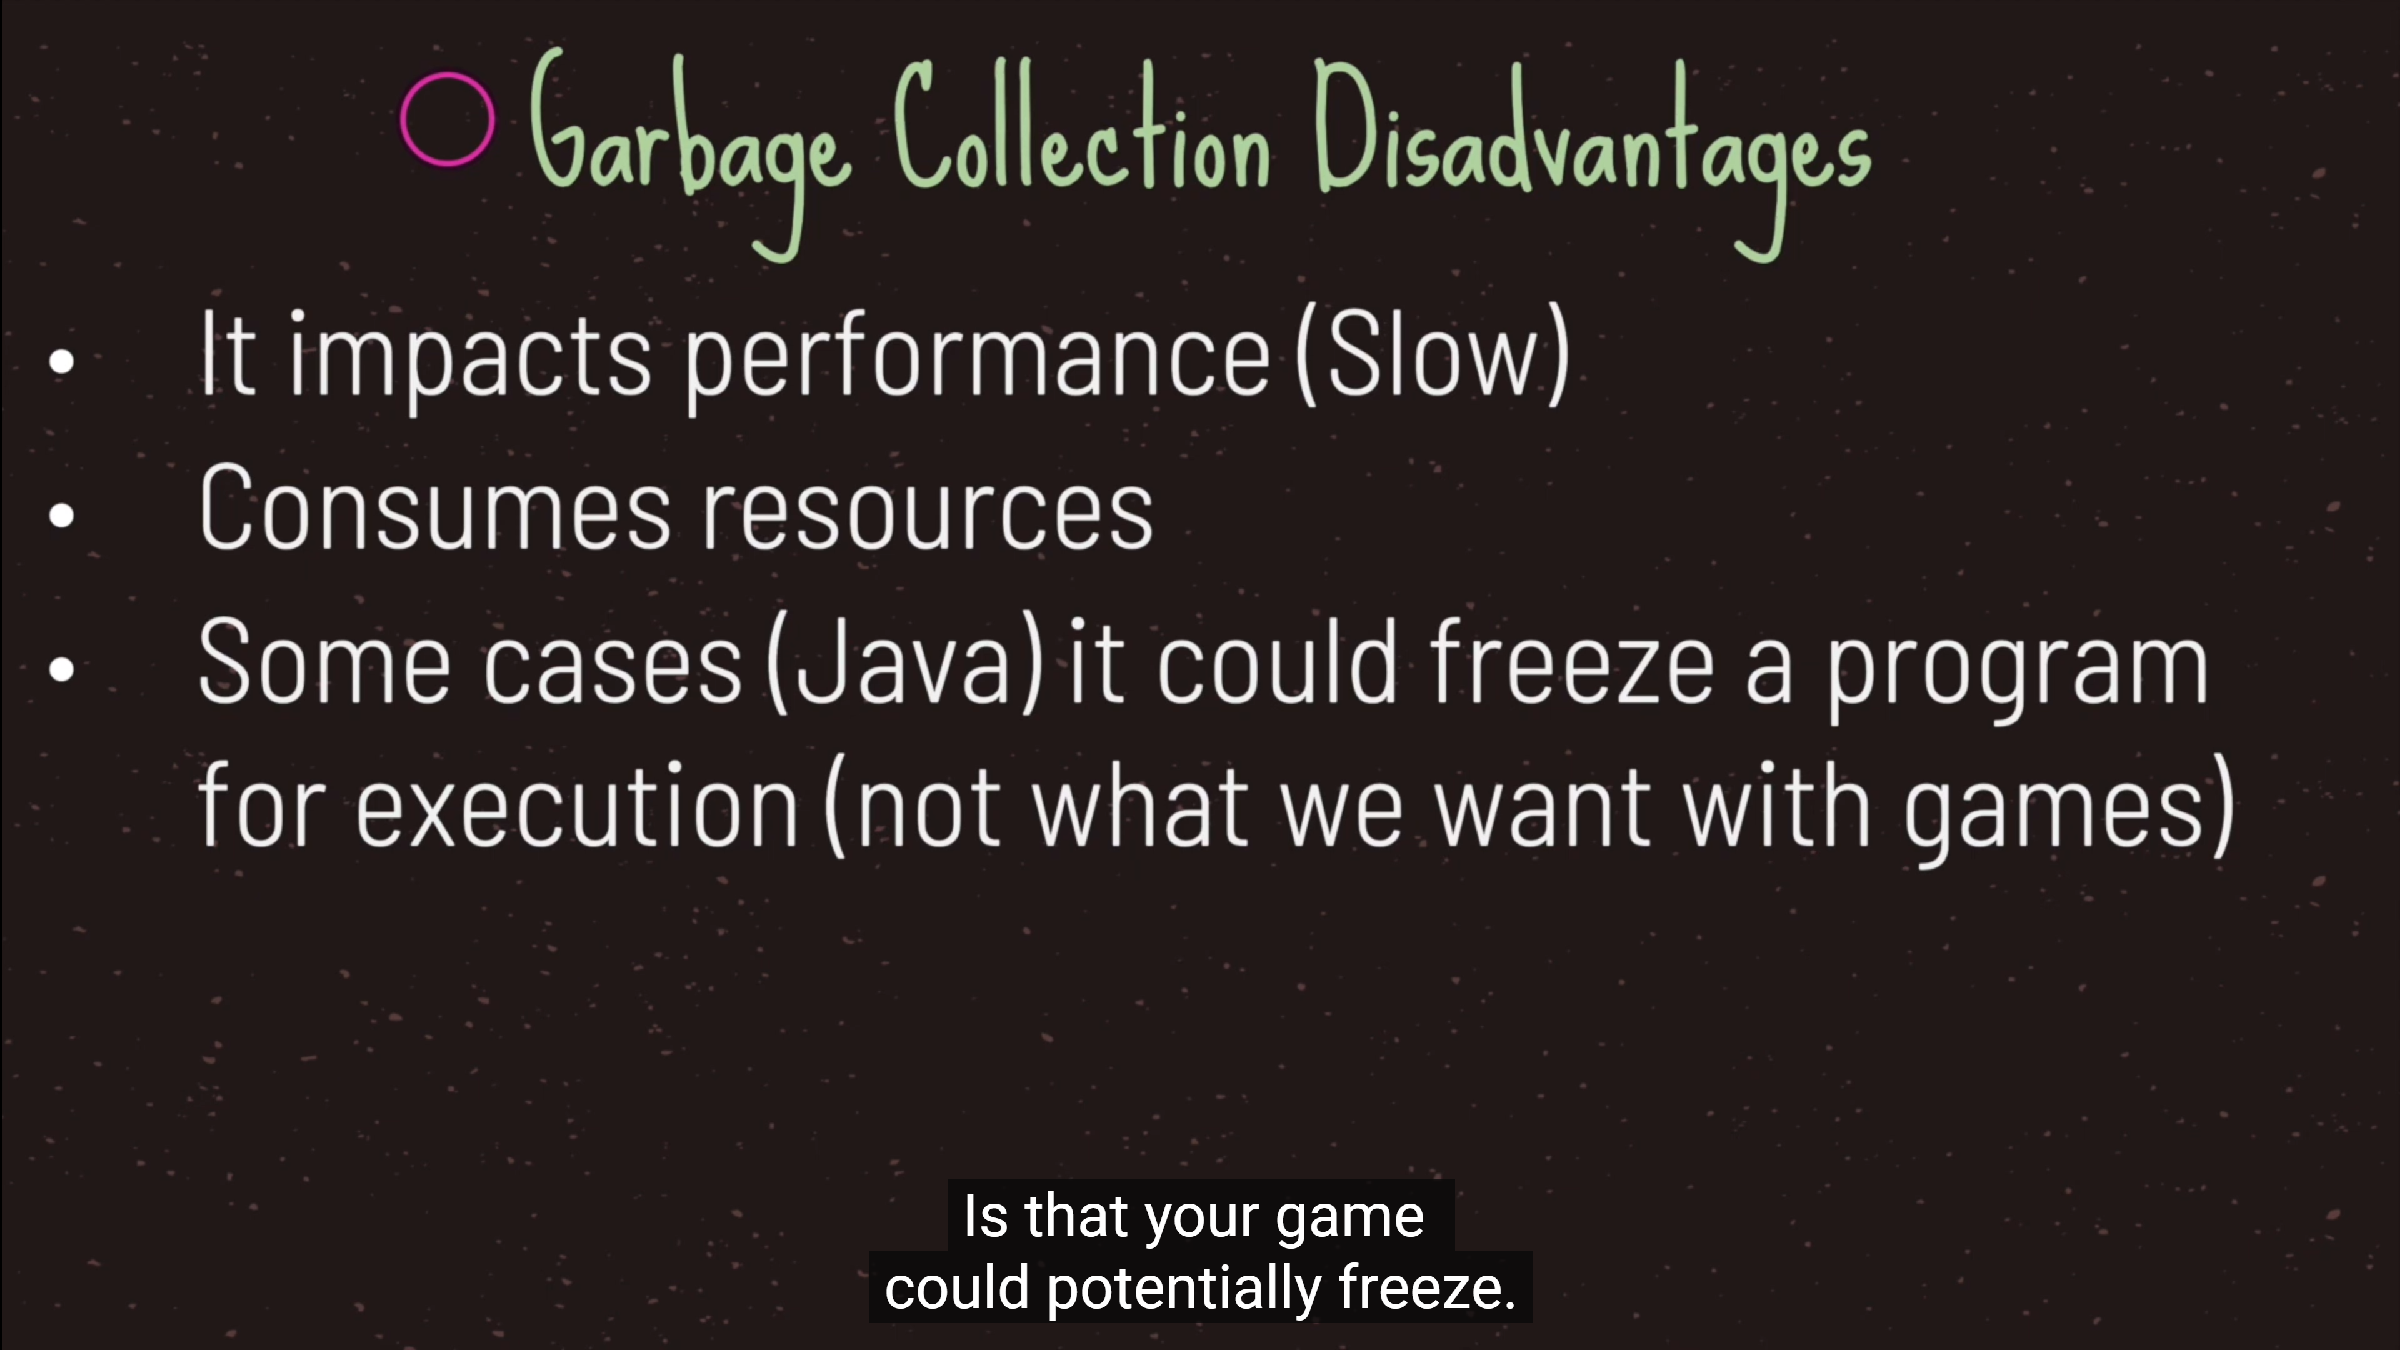 Garbage Collection Disadvantages
• It impacts performance (Slow)
• Consumes resources
• Some cases (Java) it could freeze a program
for execution (not what we want with games)
Is that your game
could potentially freeze.